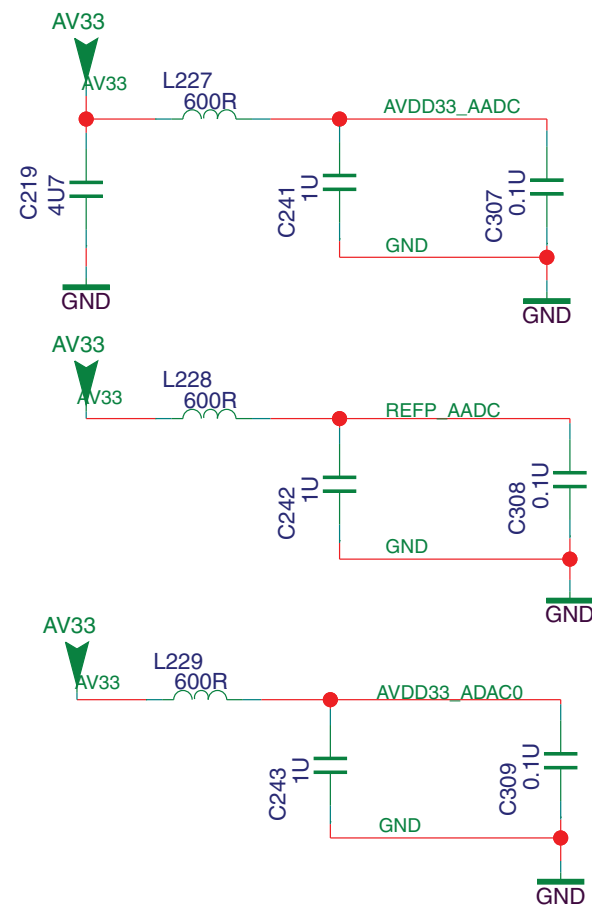 AV33
AV33
L227
600R
AVDD33_AADC
C219
4U7
C241
1U
C307
0.1U
GND
GND
GND
AV33
AV33
L228
600R
REFP_AADC
C242
1U
C308
0.1U
GND
GND
AV33
AV33
L229
600R
AVDD33_ADAC0
C243
1U
C309
0.1U
GND
GND